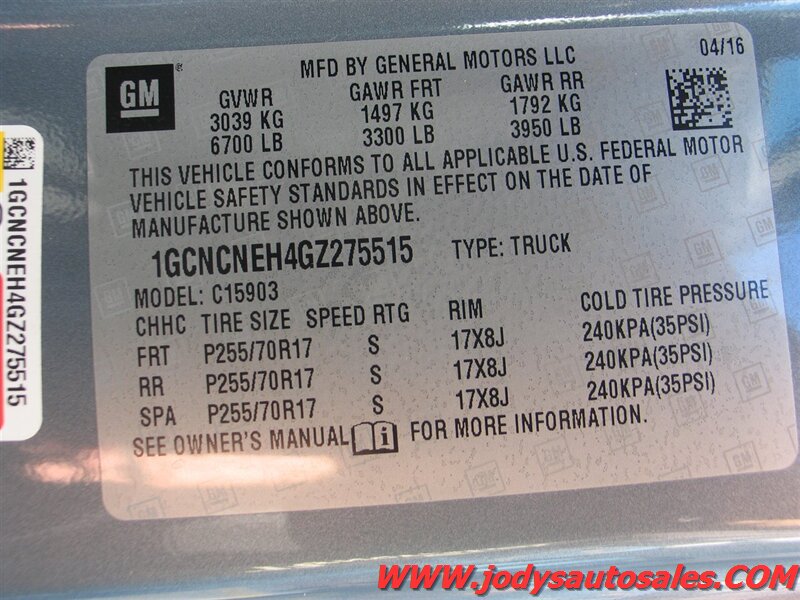 GM
MFD BY GENERAL MOTORS LLC
04/16
GVWR GAWR FRT GAWR RR
3039 KG 1497 KG 1792 KG
6700 LB 3300 LB 3950 LB
THIS VEHICLE CONFORMS TO ALL APPLICABLE U.S. FEDERAL MOTOR
VEHICLE SAFETY STANDARDS IN EFFECT ON THE DATE OF
MANUFACTURE SHOWN ABOVE.
1GCNCNEH4GZ275515 TYPE: TRUCK
MODEL: C15903
CHHC TIRE SIZE SPEED RTG RIM COLD TIRE PRESSURE
FRT P255/70R17 S 17X8J 240KPA(35PSI)
RR P255/70R17 S 17X8J 240KPA(35PSI)
SPA P255/70R17 S 17X8J 240KPA(35PSI)
SEE OWNER'S MANUAL i FOR MORE INFORMATION.
1GCNCNEH4GZ275515
WWW.jodysautosales.COM